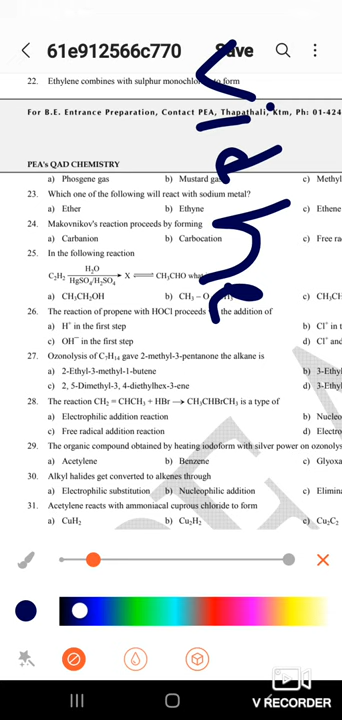 61e912566c770 Save
22. Ethylene combines with sulphur monochlo to form
For B.E. Entrance Preparation, Contact PEA, Thapathali, Ktm, Ph: 01-424
PEA's QAD CHEMISTRY
a) Phosgene gas b) Mustard gas c) Methyl
23. Which one of the following will react with sodium metal?
a) Ether b) Ethyne c) Ethene
24. Makovnikov's reaction proceeds by forming
a) Carbanion b) Carbocation c) Free ra
25. In the following reaction
C₂H₂ H₂O HgSO₄/H₂SO₄ → X ⇌ CH₃CHO what
a) CH₃CH₂OH b) CH₃ – O c) CH₃CH
26. The reaction of propene with HOCl proceeds the addition of
a) H⁺ in the first step b) Cl⁺ in t
c) OH⁻ in the first step d) Cl⁺ and
27. Ozonolysis of C₇H₁₄ gave 2-methyl-3-pentanone the alkane is
a) 2-Ethyl-3-methyl-1-butene b) 3-Ethyl
c) 2, 5-Dimethyl-3, 4-diethylhex-3-ene d) 3-Ethyl
28. The reaction CH₂ = CHCH₃ + HBr → CH₃CHBrCH₃ is a type of
a) Electrophilic addition reaction b) Nucleo
c) Free radical addition reaction d) Electro
29. The organic compound obtained by heating iodoform with silver power on ozonolys
a) Acetylene b) Benzene c) Glyoxa
30. Alkyl halides get converted to alkenes through
a) Electrophilic substitution b) Nucleophilic addition c) Elimina
31. Acetylene reacts with ammoniacal cuprous chloride to form
a) CuH₂ b) Cu₂H₂ c) Cu₂C₂
V RECORDER